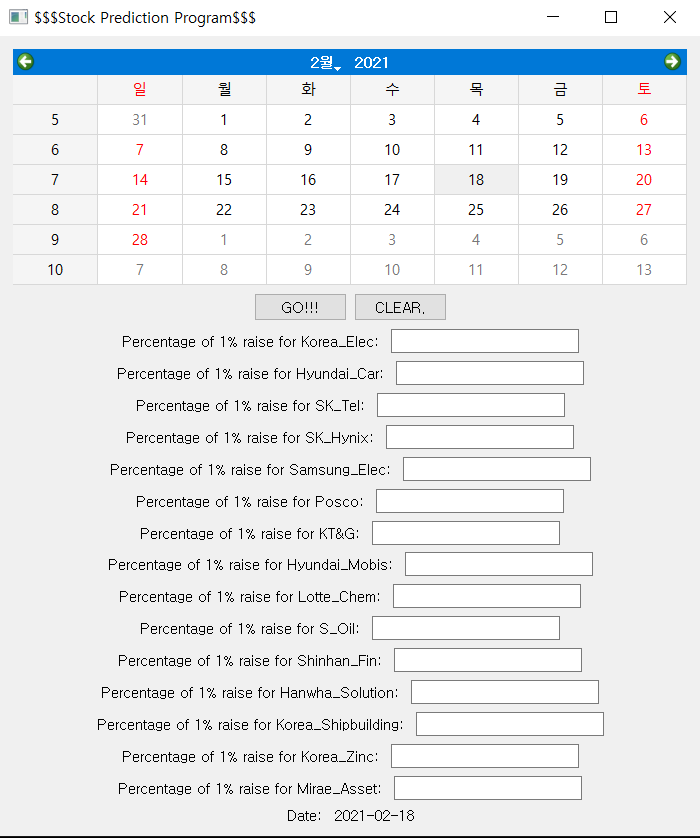 $$$Stock Prediction Program$$$
2월 2021
일 월 화 수 목 금 토
5 31 1 2 3 4 5 6
6 7 8 9 10 11 12 13
7 14 15 16 17 18 19 20
8 21 22 23 24 25 26 27
9 28 1 2 3 4 5 6
10 7 8 9 10 11 12 13
GO!!! CLEAR.
Percentage of 1% raise for Korea_Elec:
Percentage of 1% raise for Hyundai_Car:
Percentage of 1% raise for SK_Tel:
Percentage of 1% raise for SK_Hynix:
Percentage of 1% raise for Samsung_Elec:
Percentage of 1% raise for Posco:
Percentage of 1% raise for KT&G:
Percentage of 1% raise for Hyundai_Mobis:
Percentage of 1% raise for Lotte_Chem:
Percentage of 1% raise for S_Oil:
Percentage of 1% raise for Shinhan_Fin:
Percentage of 1% raise for Hanwha_Solution:
Percentage of 1% raise for Korea_Shipbuilding:
Percentage of 1% raise for Korea_Zinc:
Percentage of 1% raise for Mirae_Asset:
Date: 2021-02-18